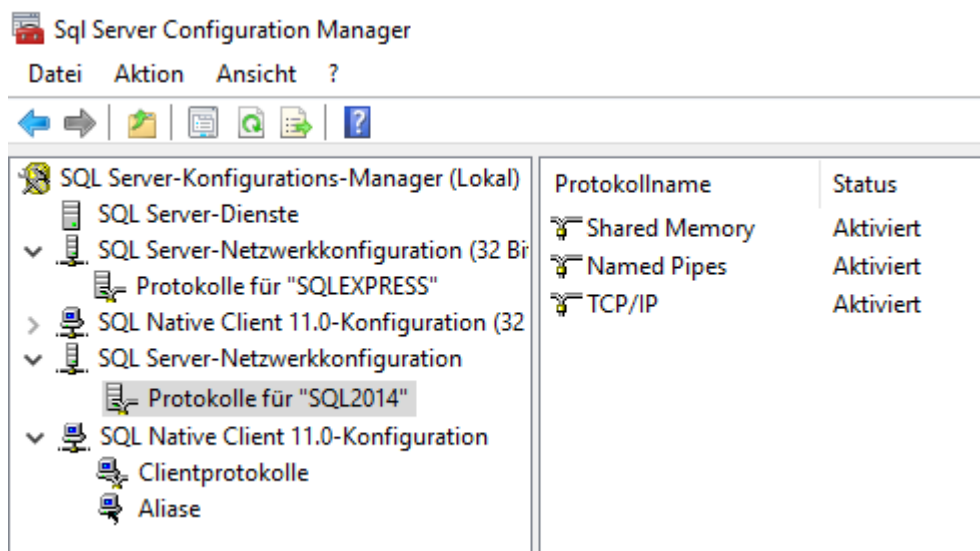 Sql Server Configuration Manager
Datei Aktion Ansicht ?
SQL Server-Konfigurations-Manager (Lokal)
SQL Server-Dienste
SQL Server-Netzwerkkonfiguration (32 Bi
Protokolle für "SQLEXPRESS"
SQL Native Client 11.0-Konfiguration (32
SQL Server-Netzwerkkonfiguration
Protokolle für "SQL2014"
SQL Native Client 11.0-Konfiguration
Clientprotokolle
Aliase
Protokollname Status
Shared Memory Aktiviert
Named Pipes Aktiviert
TCP/IP Aktiviert